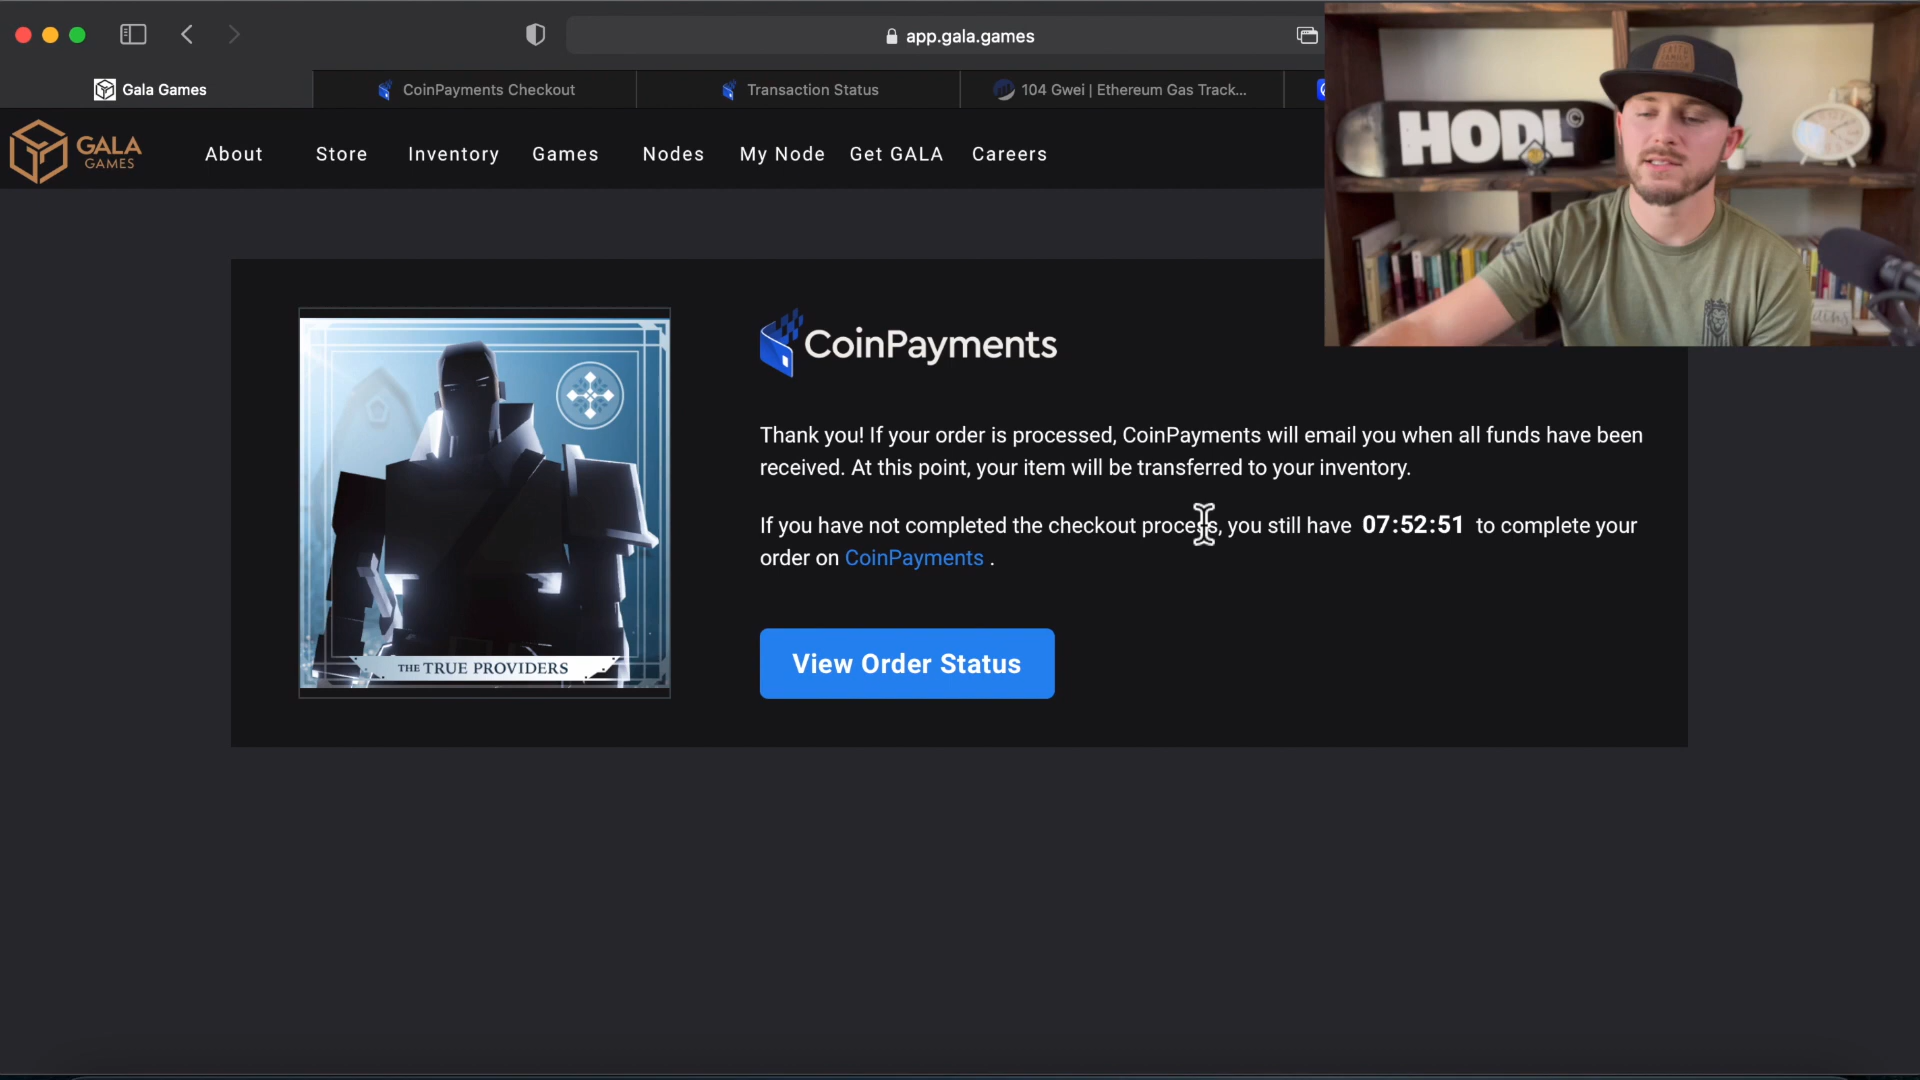 app.gala.games
Gala Games
CoinPayments Checkout
Transaction Status
104 Gwei | Ethereum Gas Track...
GALA
GAMES
About
Store
Inventory
Games
Nodes
My Node
Get GALA
Careers
HODL©
CoinPayments
Thank you! If your order is processed, CoinPayments will email you when all funds have been
received. At this point, your item will be transferred to your inventory.
If you have not completed the checkout process, you still have 07:52:51 to complete your
order on CoinPayments .
View Order Status
THE TRUE PROVIDERS